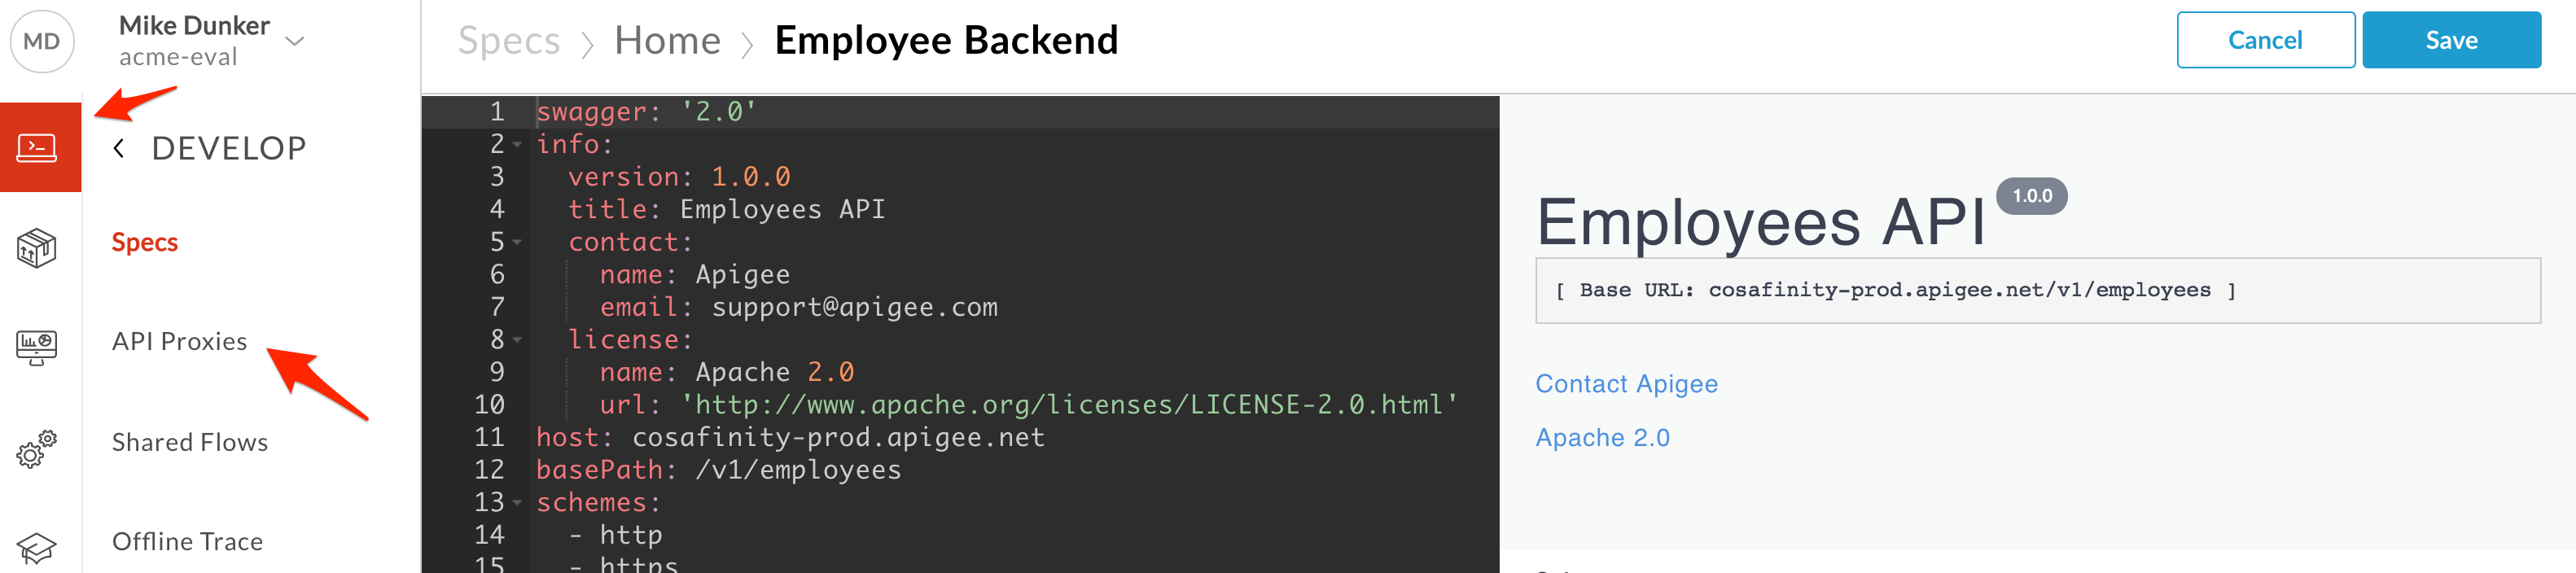 MD
Mike Dunker
acme-eval
DEVELOP
Specs
API Proxies
Shared Flows
Offline Trace
Specs > Home > Employee Backend
Cancel
Save
1 swagger: '2.0'
2 info:
3 version: 1.0.0
4 title: Employees API
5 contact:
6 name: Apigee
7 email: support@apigee.com
8 license:
9 name: Apache 2.0
10 url: 'http://www.apache.org/licenses/LICENSE-2.0.html'
11 host: cosafinity-prod.apigee.net
12 basePath: /v1/employees
13 schemes:
14 - http
15 - https
Employees API 1.0.0
[ Base URL: cosafinity-prod.apigee.net/v1/employees ]
Contact Apigee
Apache 2.0